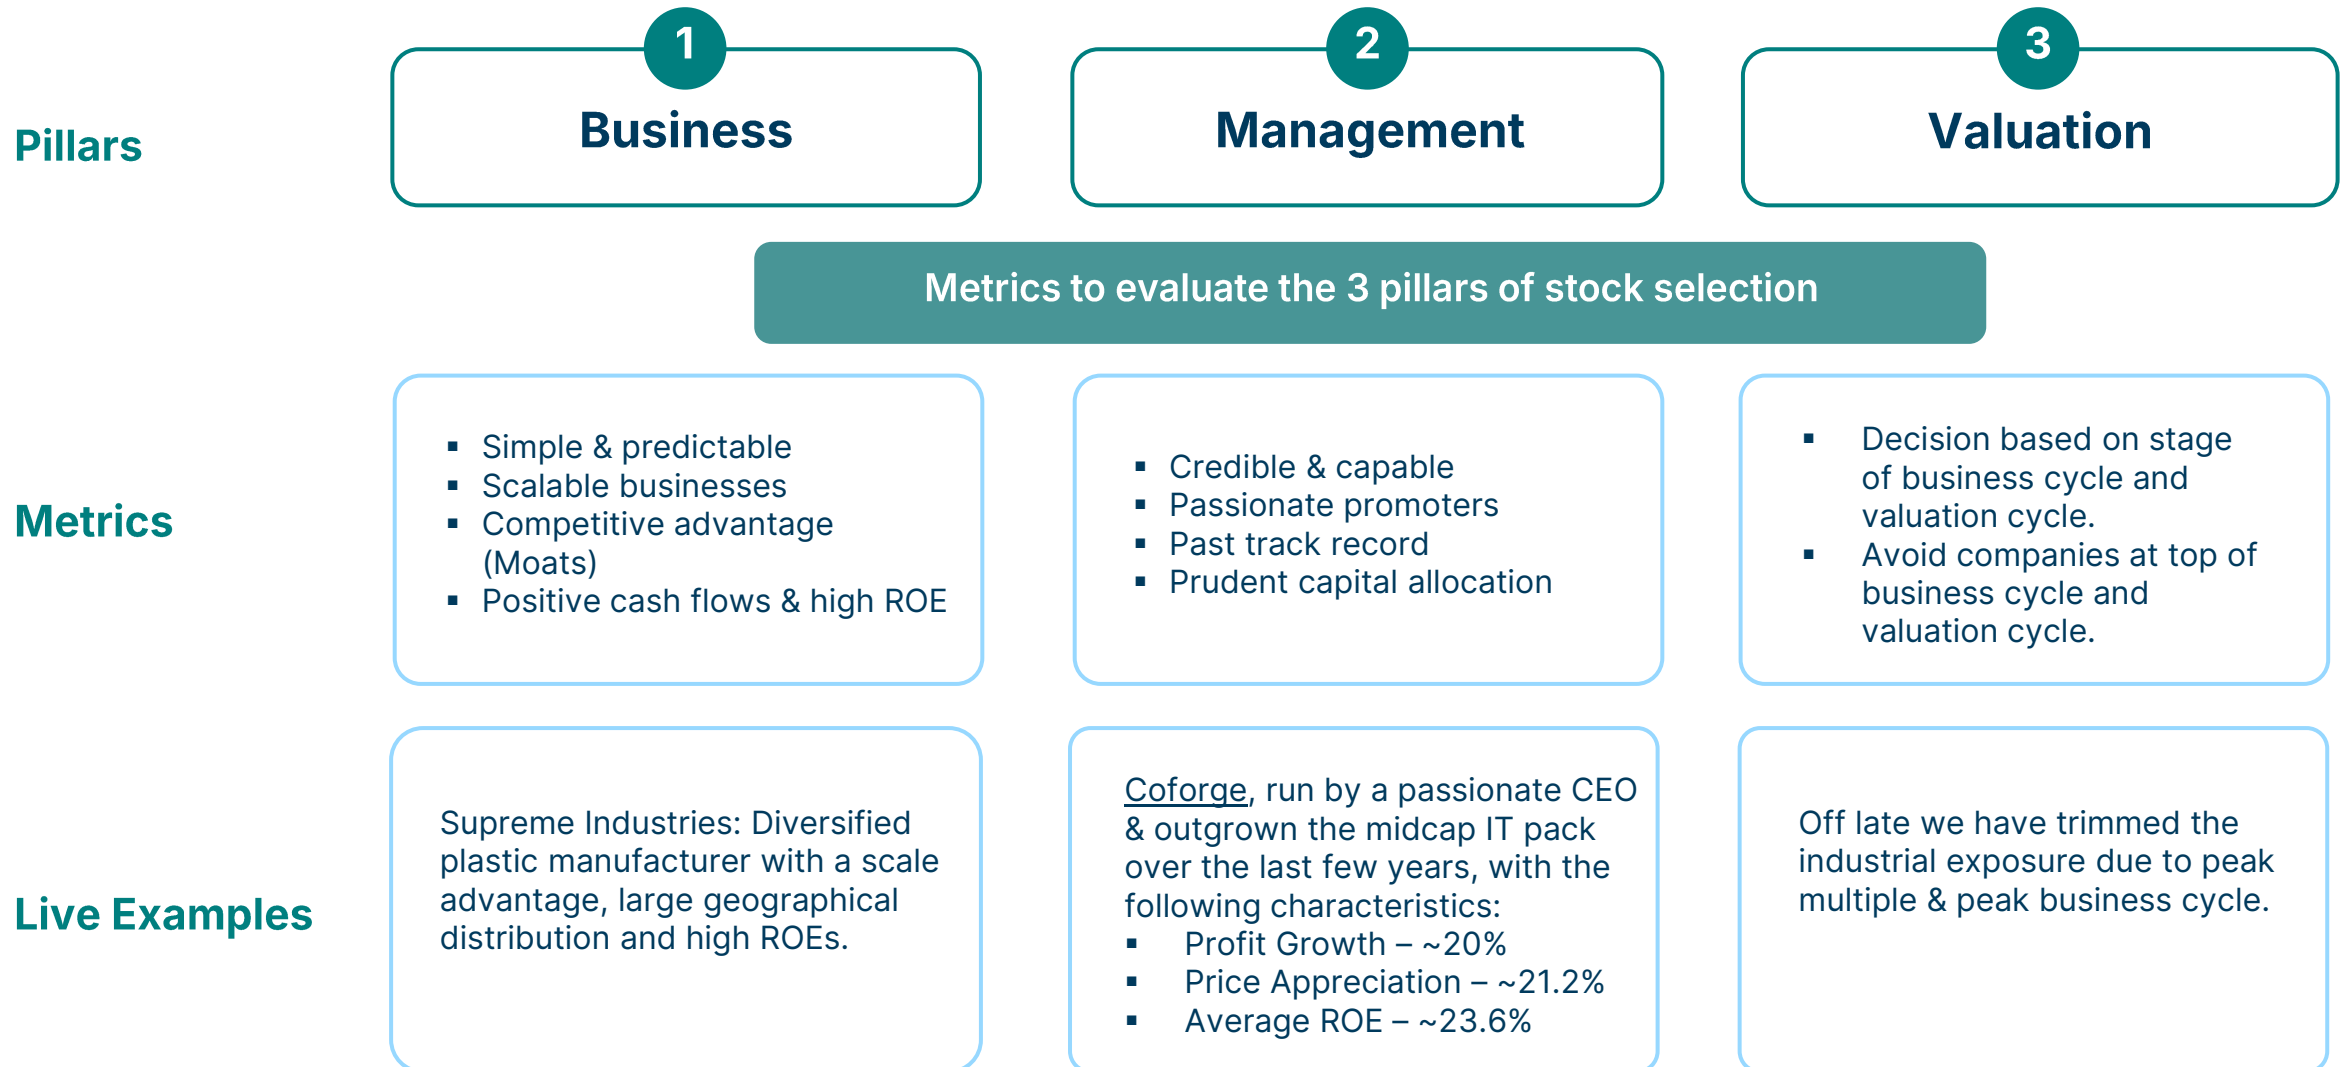 1
2
3
Pillars
Business
Management
Valuation
Metrics to evaluate the 3 pillars of stock selection
Metrics
▪ Simple & predictable
▪ Scalable businesses
▪ Competitive advantage
(Moats)
▪ Positive cash flows & high ROE
▪ Credible & capable
▪ Passionate promoters
▪ Past track record
▪ Prudent capital allocation
▪ Decision based on stage
of business cycle and
valuation cycle.
▪ Avoid companies at top of
business cycle and
valuation cycle.
Live Examples
Supreme Industries: Diversified
plastic manufacturer with a scale
advantage, large geographical
distribution and high ROEs.
Coforge, run by a passionate CEO
& outgrown the midcap IT pack
over the last few years, with the
following characteristics:
▪ Profit Growth – ~20%
▪ Price Appreciation – ~21.2%
▪ Average ROE – ~23.6%
Off late we have trimmed the
industrial exposure due to peak
multiple & peak business cycle.